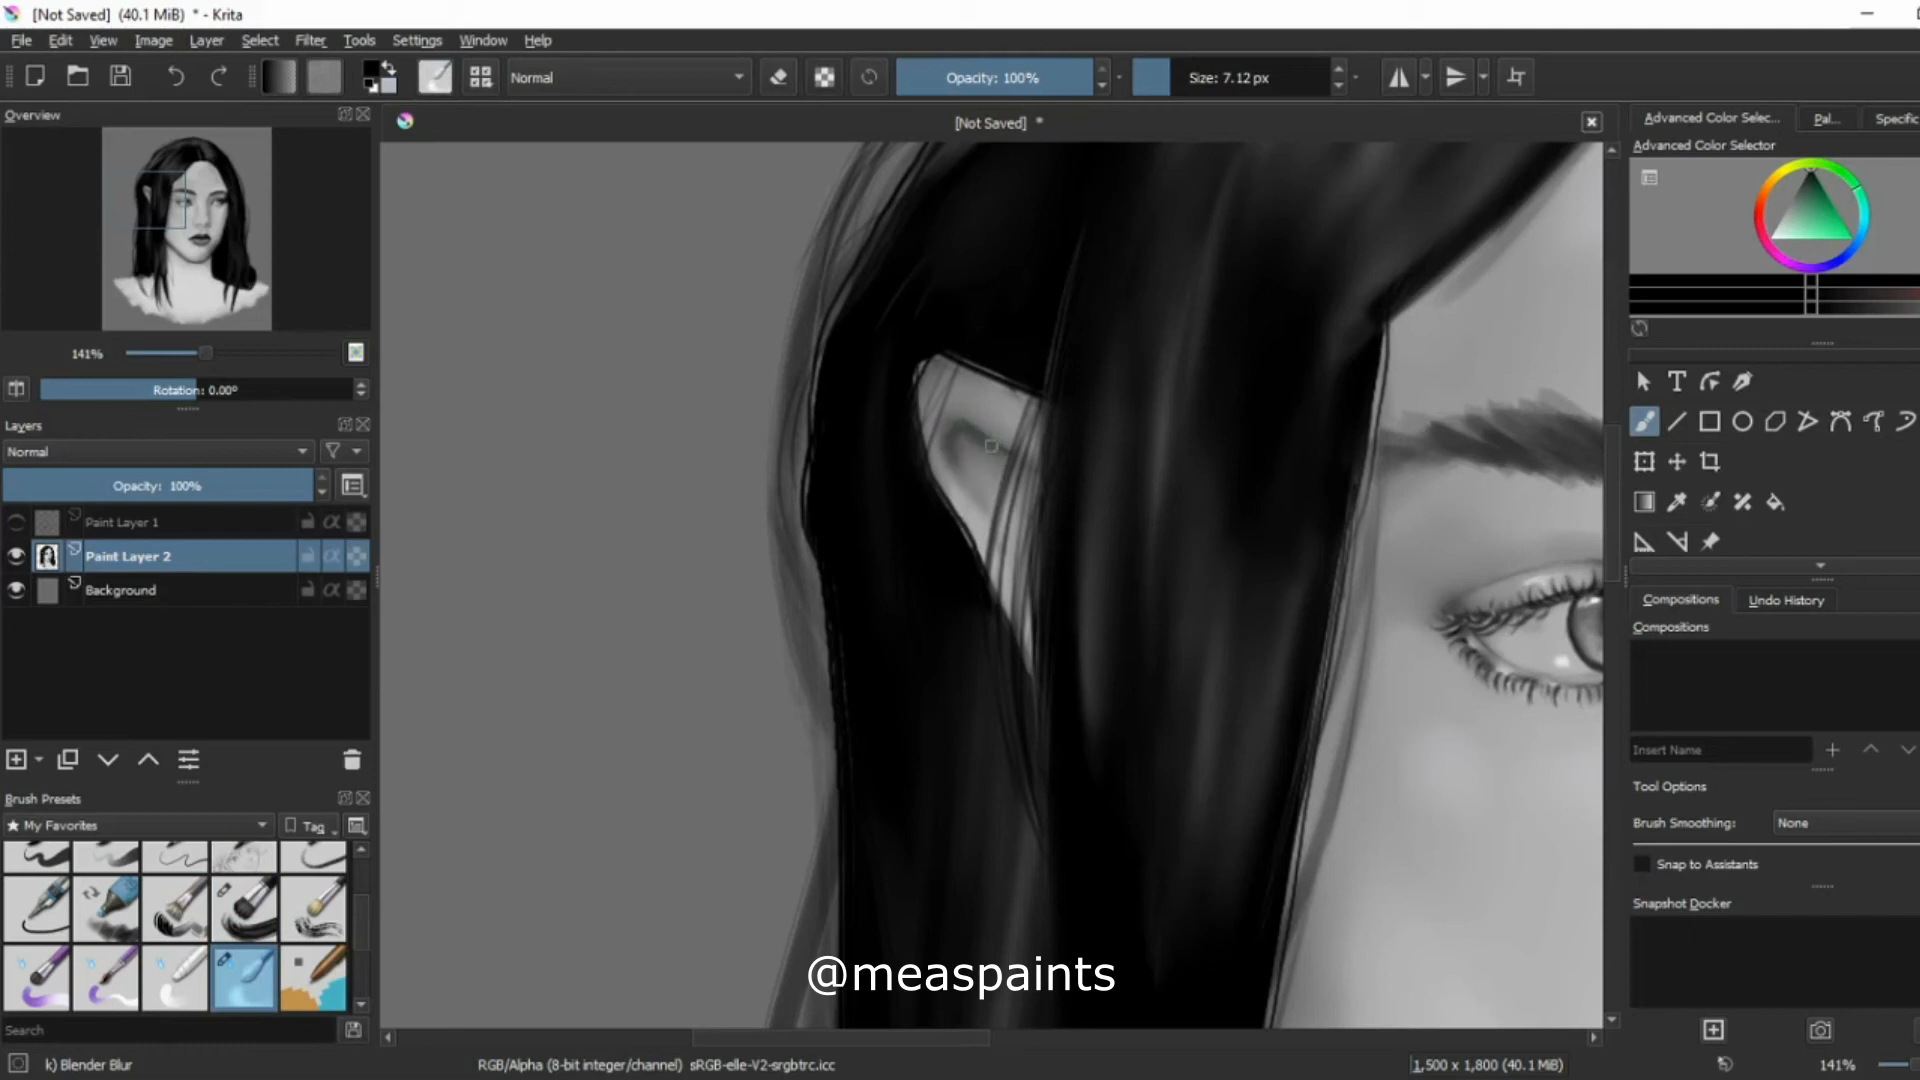 [Not Saved] (40.1 MiB) * - Krita
File Edit View Image Layer Select Filter Tools Settings Window Help
Normal
Opacity: 100%
Size: 7.12 px
Overview
[Not Saved] *
Advanced Color Selec...
Pal...
Specific
Advanced Color Selector
141%
Rotation: 0.00°
Layers
Normal
Opacity: 100%
Paint Layer 1
Paint Layer 2
Background
Compositions
Undo History
Compositions
Insert Name
Tool Options
Brush Smoothing:
None
Snap to Assistants
Snapshot Docker
Brush Presets
My Favorites
Tag
Search
@measpaints
k) Blender Blur
RGB/Alpha (8-bit integer/channel) sRGB-elle-V2-srgbtrc.icc
1,500 x 1,800 (40.1 MiB)
141%